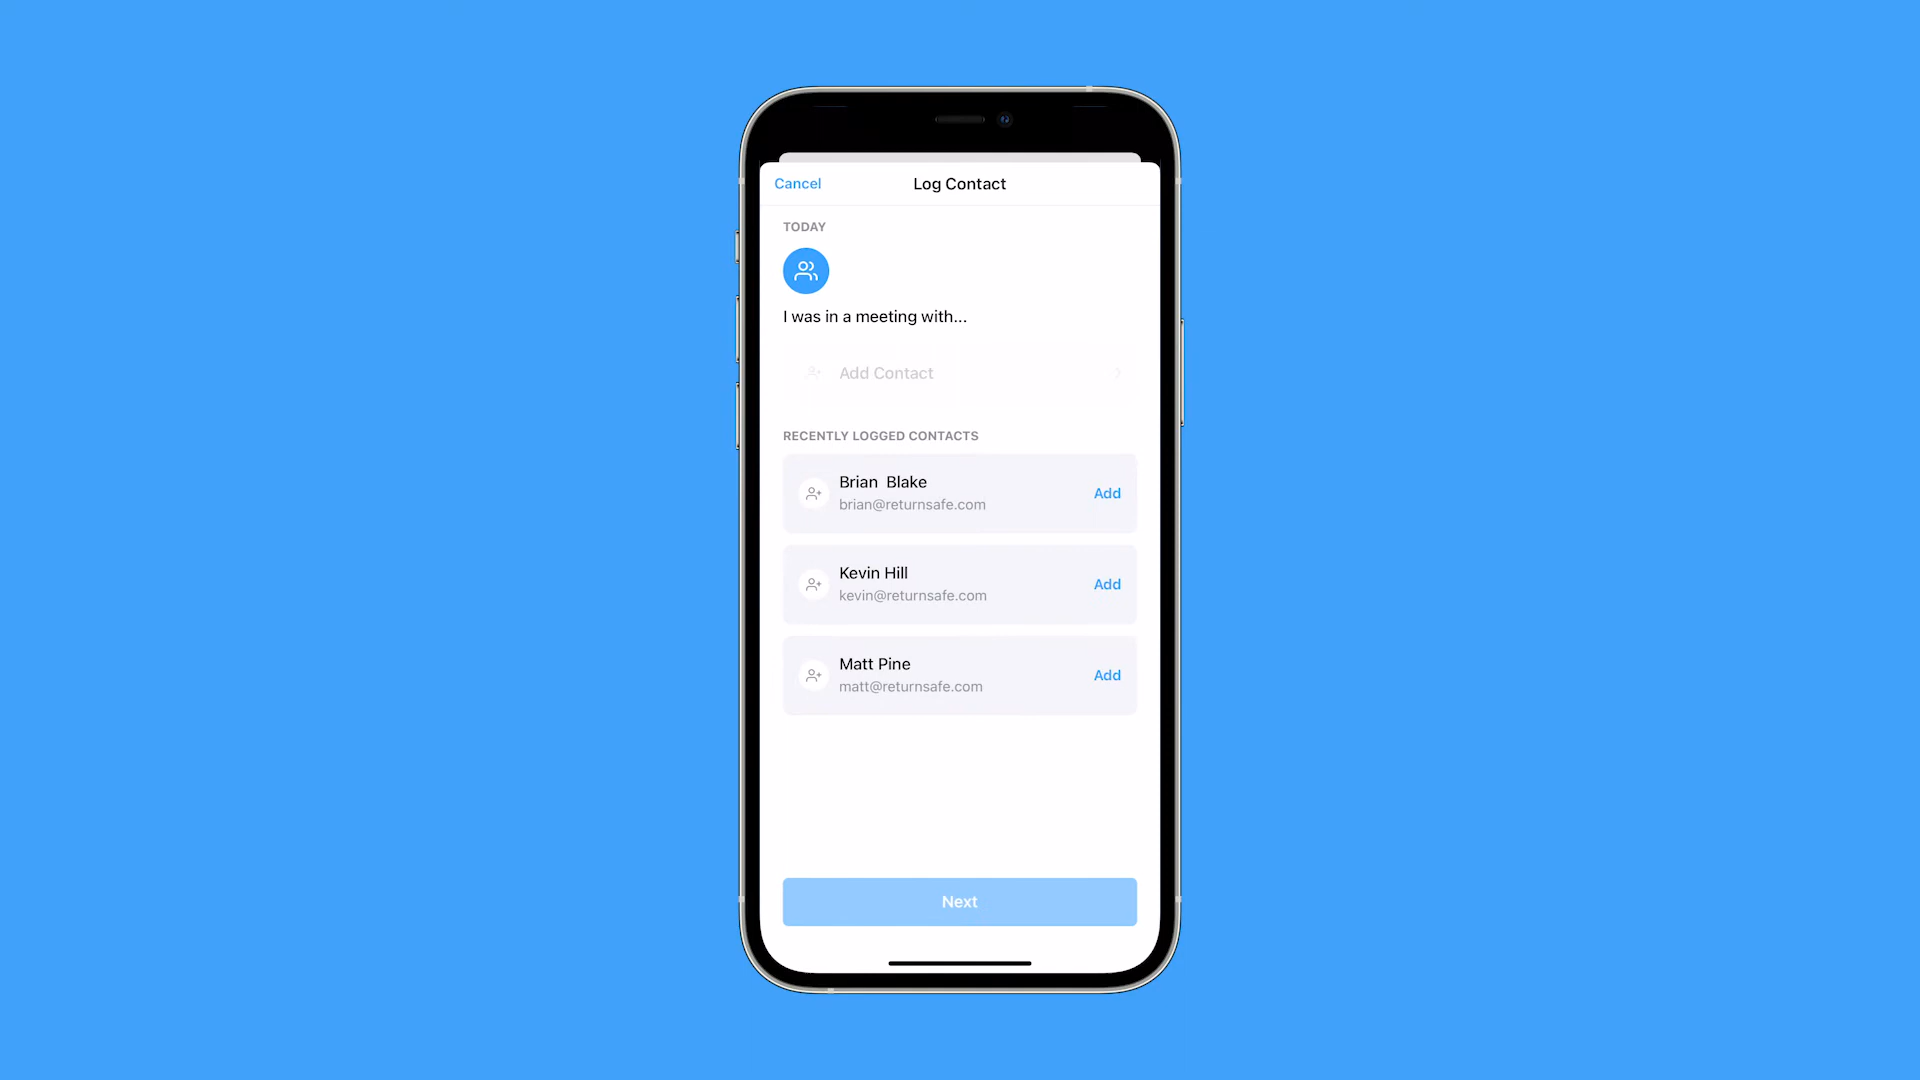 Cancel
Log Contact
TODAY
I was in a meeting with...
Add Contact
RECENTLY LOGGED CONTACTS
Brian  Blake
brian@returnsafe.com
Add
Kevin Hill
kevin@returnsafe.com
Add
Matt Pine
matt@returnsafe.com
Add
Next